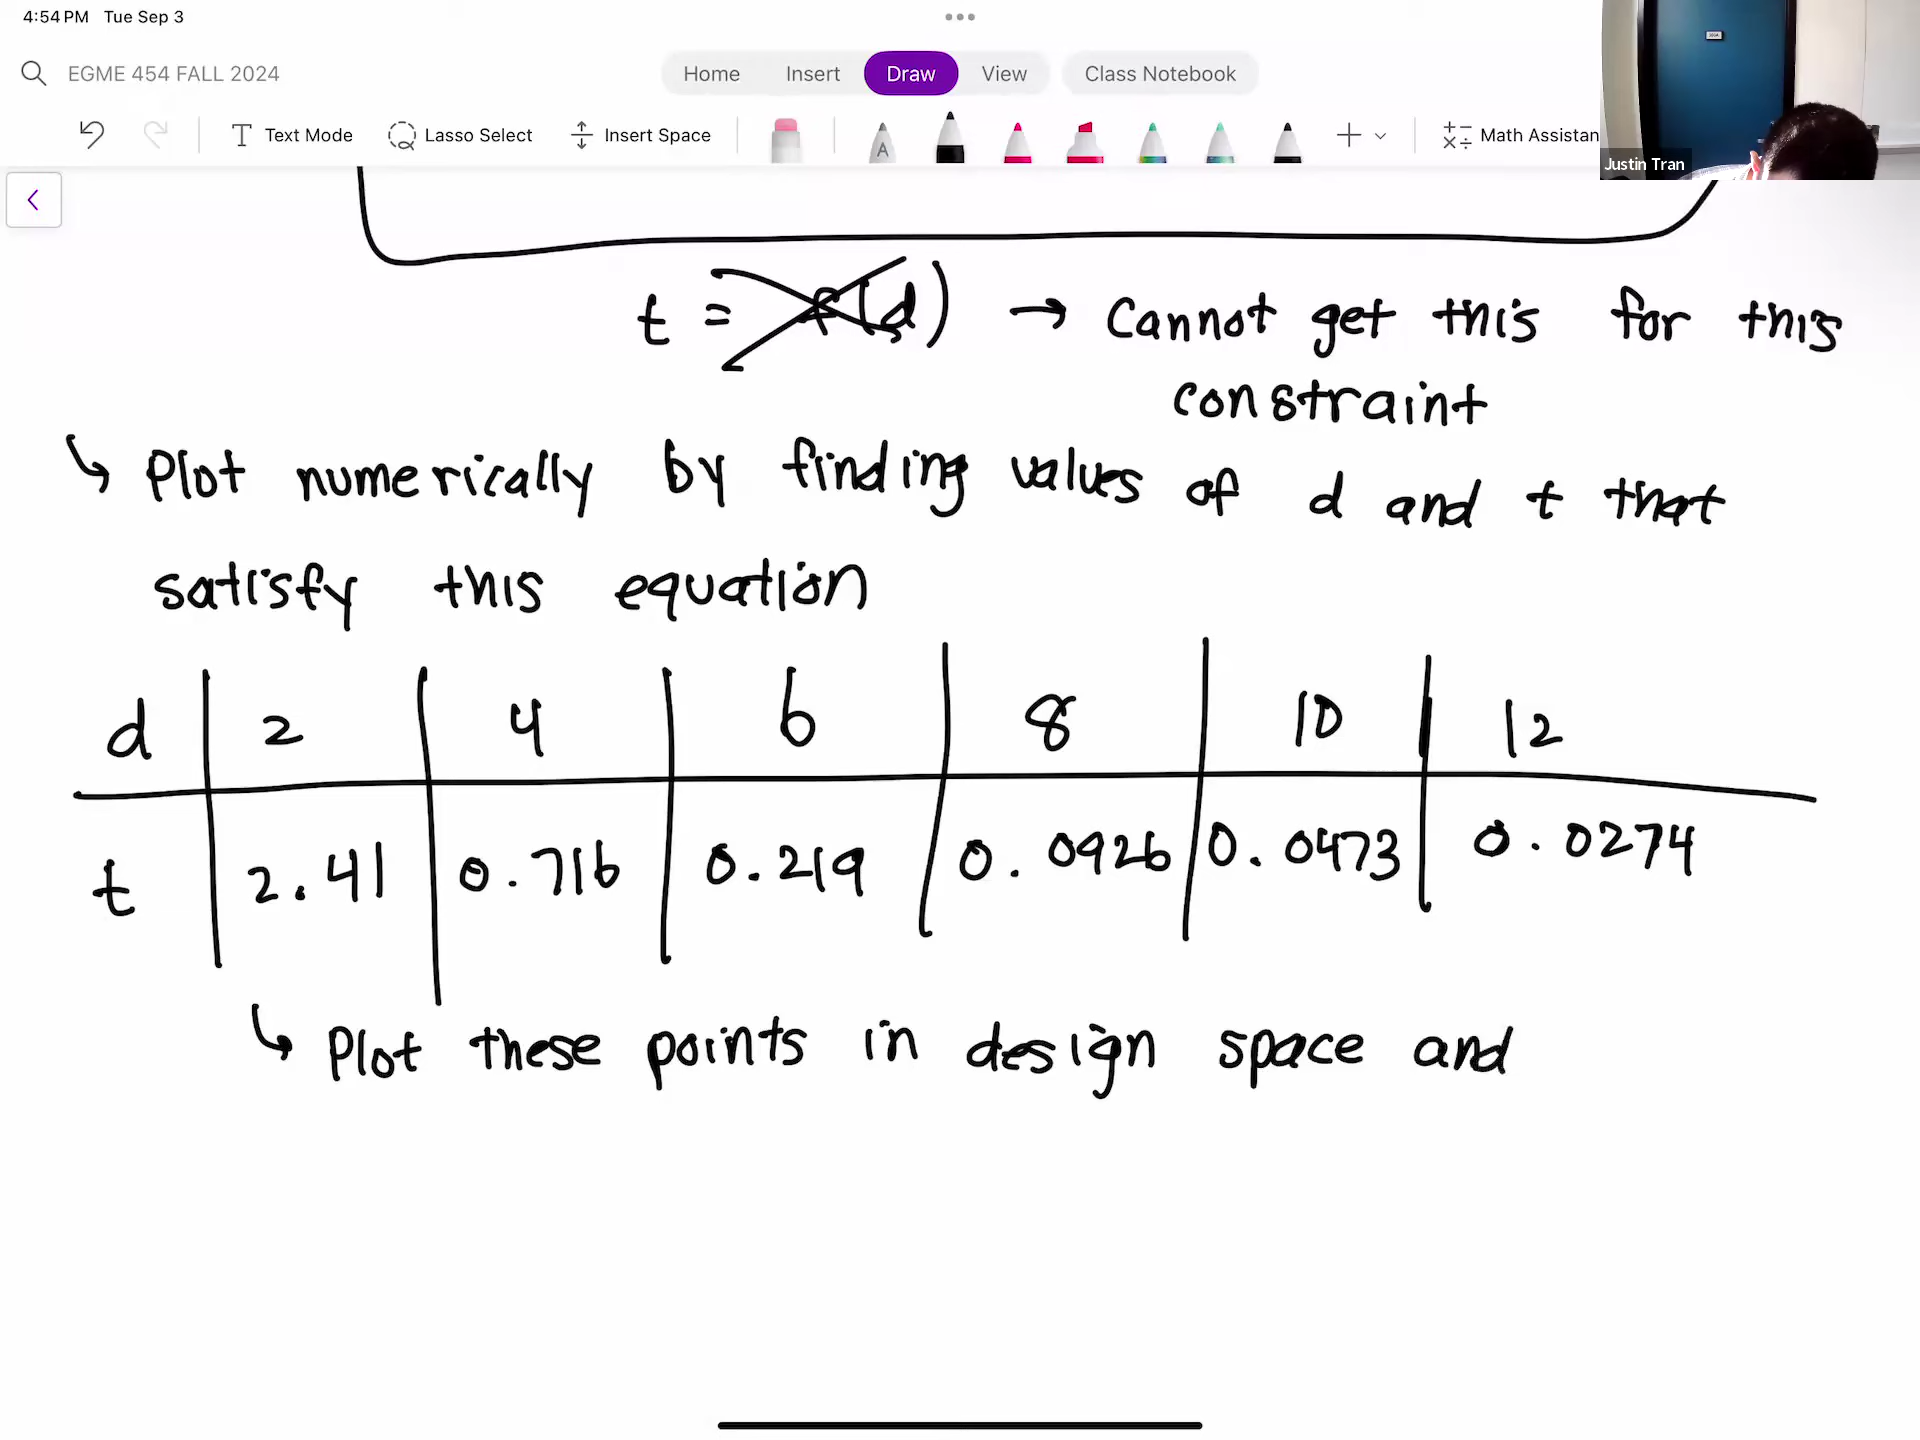 4:54 PM Tue Sep 3
EGME 454 FALL 2024
Home Insert Draw View Class Notebook
T Text Mode Lasso Select Insert Space A Math Assistan
Justin Tran
t = f(d) → Cannot get this for this
constraint
↳ Plot numerically by finding values of d and t that
satisfy this equation
d 2 4 6 8 10 12
t 2.41 0.716 0.219 0.0926 0.0473 0.0274
↳ Plot these points in design space and